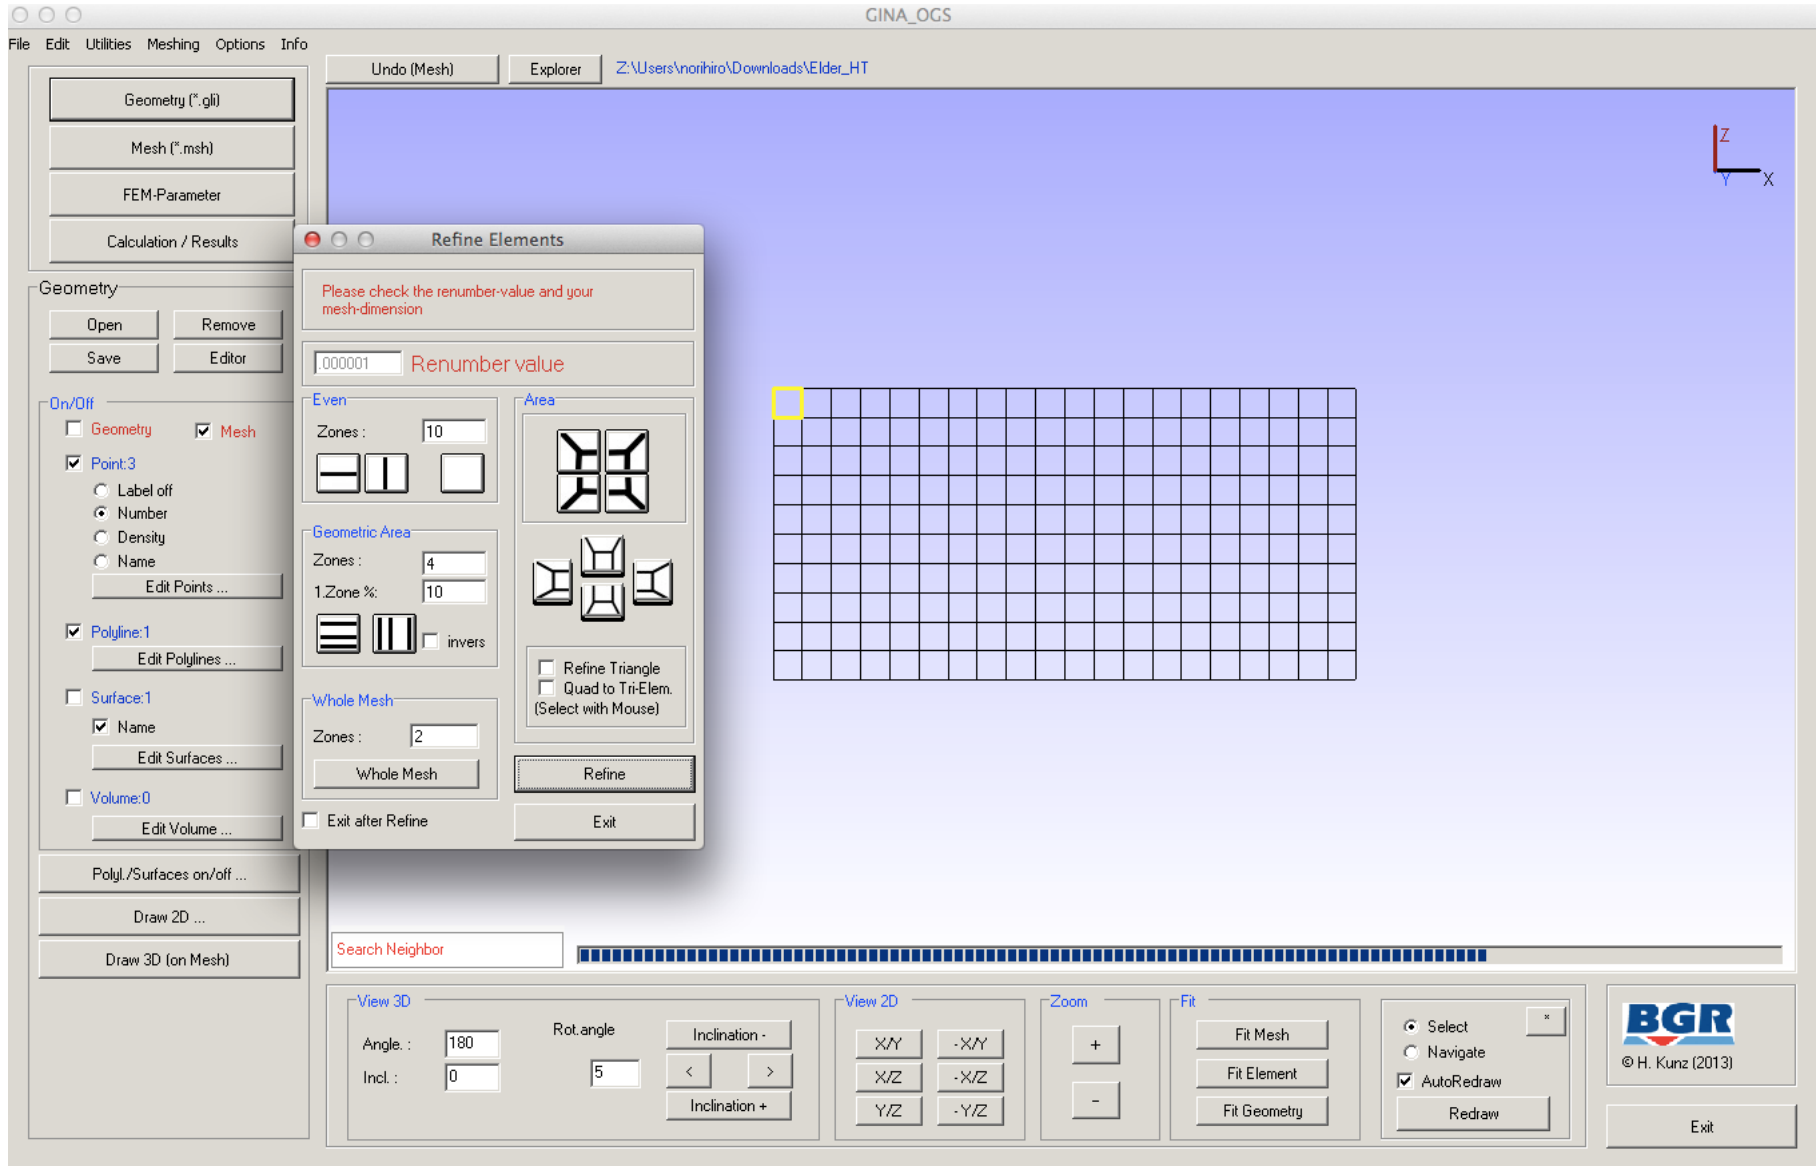 GINA_OGS
File Edit Utilities Meshing Options Info
Undo (Mesh) Explorer Z:\Users\norihiro\Downloads\Elder_HT
Geometry (*.gli)
Mesh (*.msh)
FEM-Parameter
Calculation / Results
Geometry
Open Remove
Save Editor
On/Off
Geometry Mesh
Point:3
Label off
Number
Density
Name
Edit Points ...
Polyline:1
Edit Polylines ...
Surface:1
Name
Edit Surfaces ...
Volume:0
Edit Volume ...
Polyl./Surfaces on/off ...
Draw 2D ...
Draw 3D (on Mesh)
Refine Elements
Please check the renumber-value and your
mesh-dimension
.000001 Renumber value
Even
Zones : 10
Geometric Area
Zones : 4
1.Zone %: 10
invers
Whole Mesh
Zones : 2
Whole Mesh
Exit after Refine
Area
Refine Triangle
Quad to Tri-Elem.
(Select with Mouse)
Refine
Exit
Z
Y X
Search Neighbor
View 3D
Angle. : 180
Incl. : 0
Rot.angle
5
Inclination -
< >
Inclination +
View 2D
X/Y -X/Y
X/Z -X/Z
Y/Z -Y/Z
Zoom
+
-
Fit
Fit Mesh
Fit Element
Fit Geometry
Select *
Navigate
AutoRedraw
Redraw
BGR
© H. Kunz (2013)
Exit